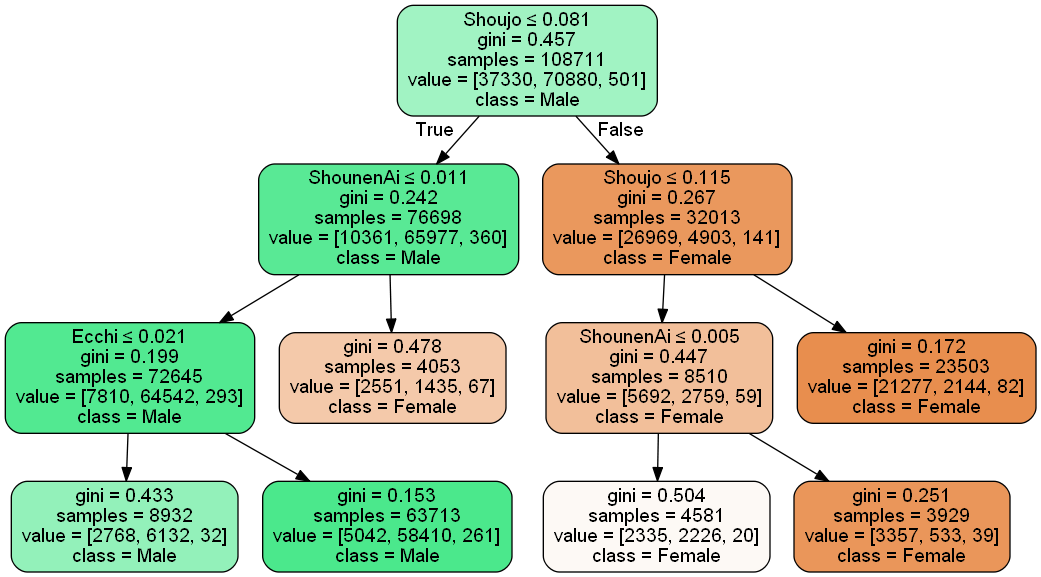 Shoujo ≤ 0.081
gini = 0.457
samples = 108711
value = [37330, 70880, 501]
class = Male
True
False
ShounenAi ≤ 0.011
gini = 0.242
samples = 76698
value = [10361, 65977, 360]
class = Male
Shoujo ≤ 0.115
gini = 0.267
samples = 32013
value = [26969, 4903, 141]
class = Female
Ecchi ≤ 0.021
gini = 0.199
samples = 72645
value = [7810, 64542, 293]
class = Male
gini = 0.478
samples = 4053
value = [2551, 1435, 67]
class = Female
ShounenAi ≤ 0.005
gini = 0.447
samples = 8510
value = [5692, 2759, 59]
class = Female
gini = 0.172
samples = 23503
value = [21277, 2144, 82]
class = Female
gini = 0.433
samples = 8932
value = [2768, 6132, 32]
class = Male
gini = 0.153
samples = 63713
value = [5042, 58410, 261]
class = Male
gini = 0.504
samples = 4581
value = [2335, 2226, 20]
class = Female
gini = 0.251
samples = 3929
value = [3357, 533, 39]
class = Female